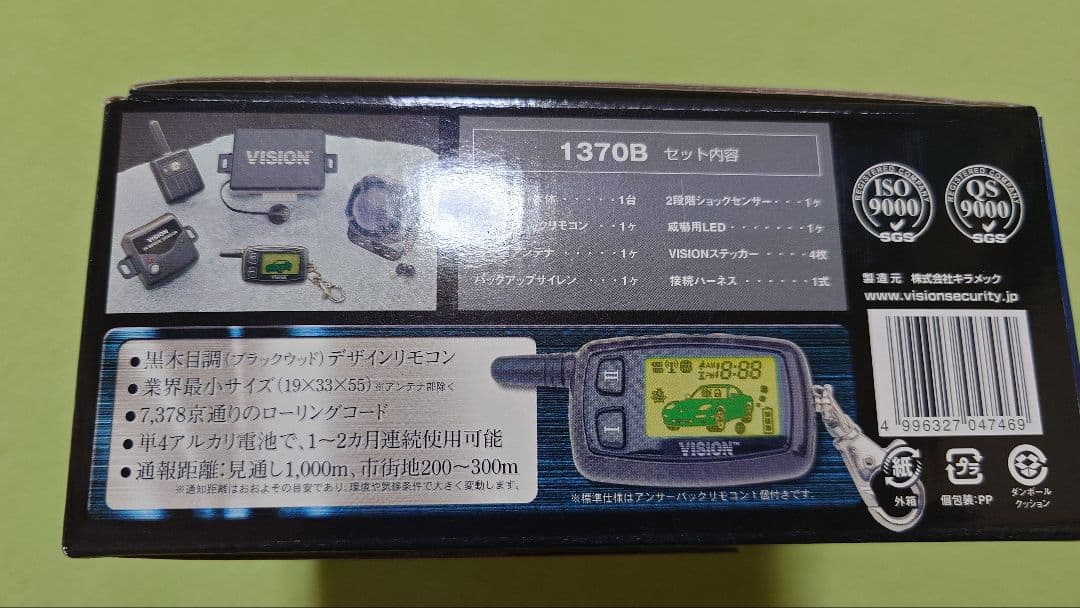 VISION
VISION
1370B セット内容
体・・・・・1台
2段階ショックセンサー・・・1ヶ
クリモコン・・1ヶ
威嚇用LED・・・・・・・1ヶ
テナ・・・・1ヶ
VISIONステッカー・・・・4枚
バックアップサイレン・・1ヶ
接続ハーネス・・・・・・1式
REGISTERED COMPANY
ISO 9000
SGS
REGISTERED COMPANY
QS 9000
SGS
製造元 株式会社キラメック
www.visionsecurity.jp
4 996327 047469
●黒木目調(ブラックウッド)デザインリモコン
●業界最小サイズ(19×33×55)※アンテナ部除く
●7,378京通りのローリングコード
●単4アルカリ電池で、1〜2カ月連続使用可能
●通報距離:見通し1,000m、市街地200〜300m
※通知距離はおおよその目安であり、環境や気象条件で大きく変動します。
II
I
8:88
VISION™
※標準仕様はアンサーバックリモコン1個付きです。
紙
外箱
プラ
個包装:PP
ダンボール
クッション